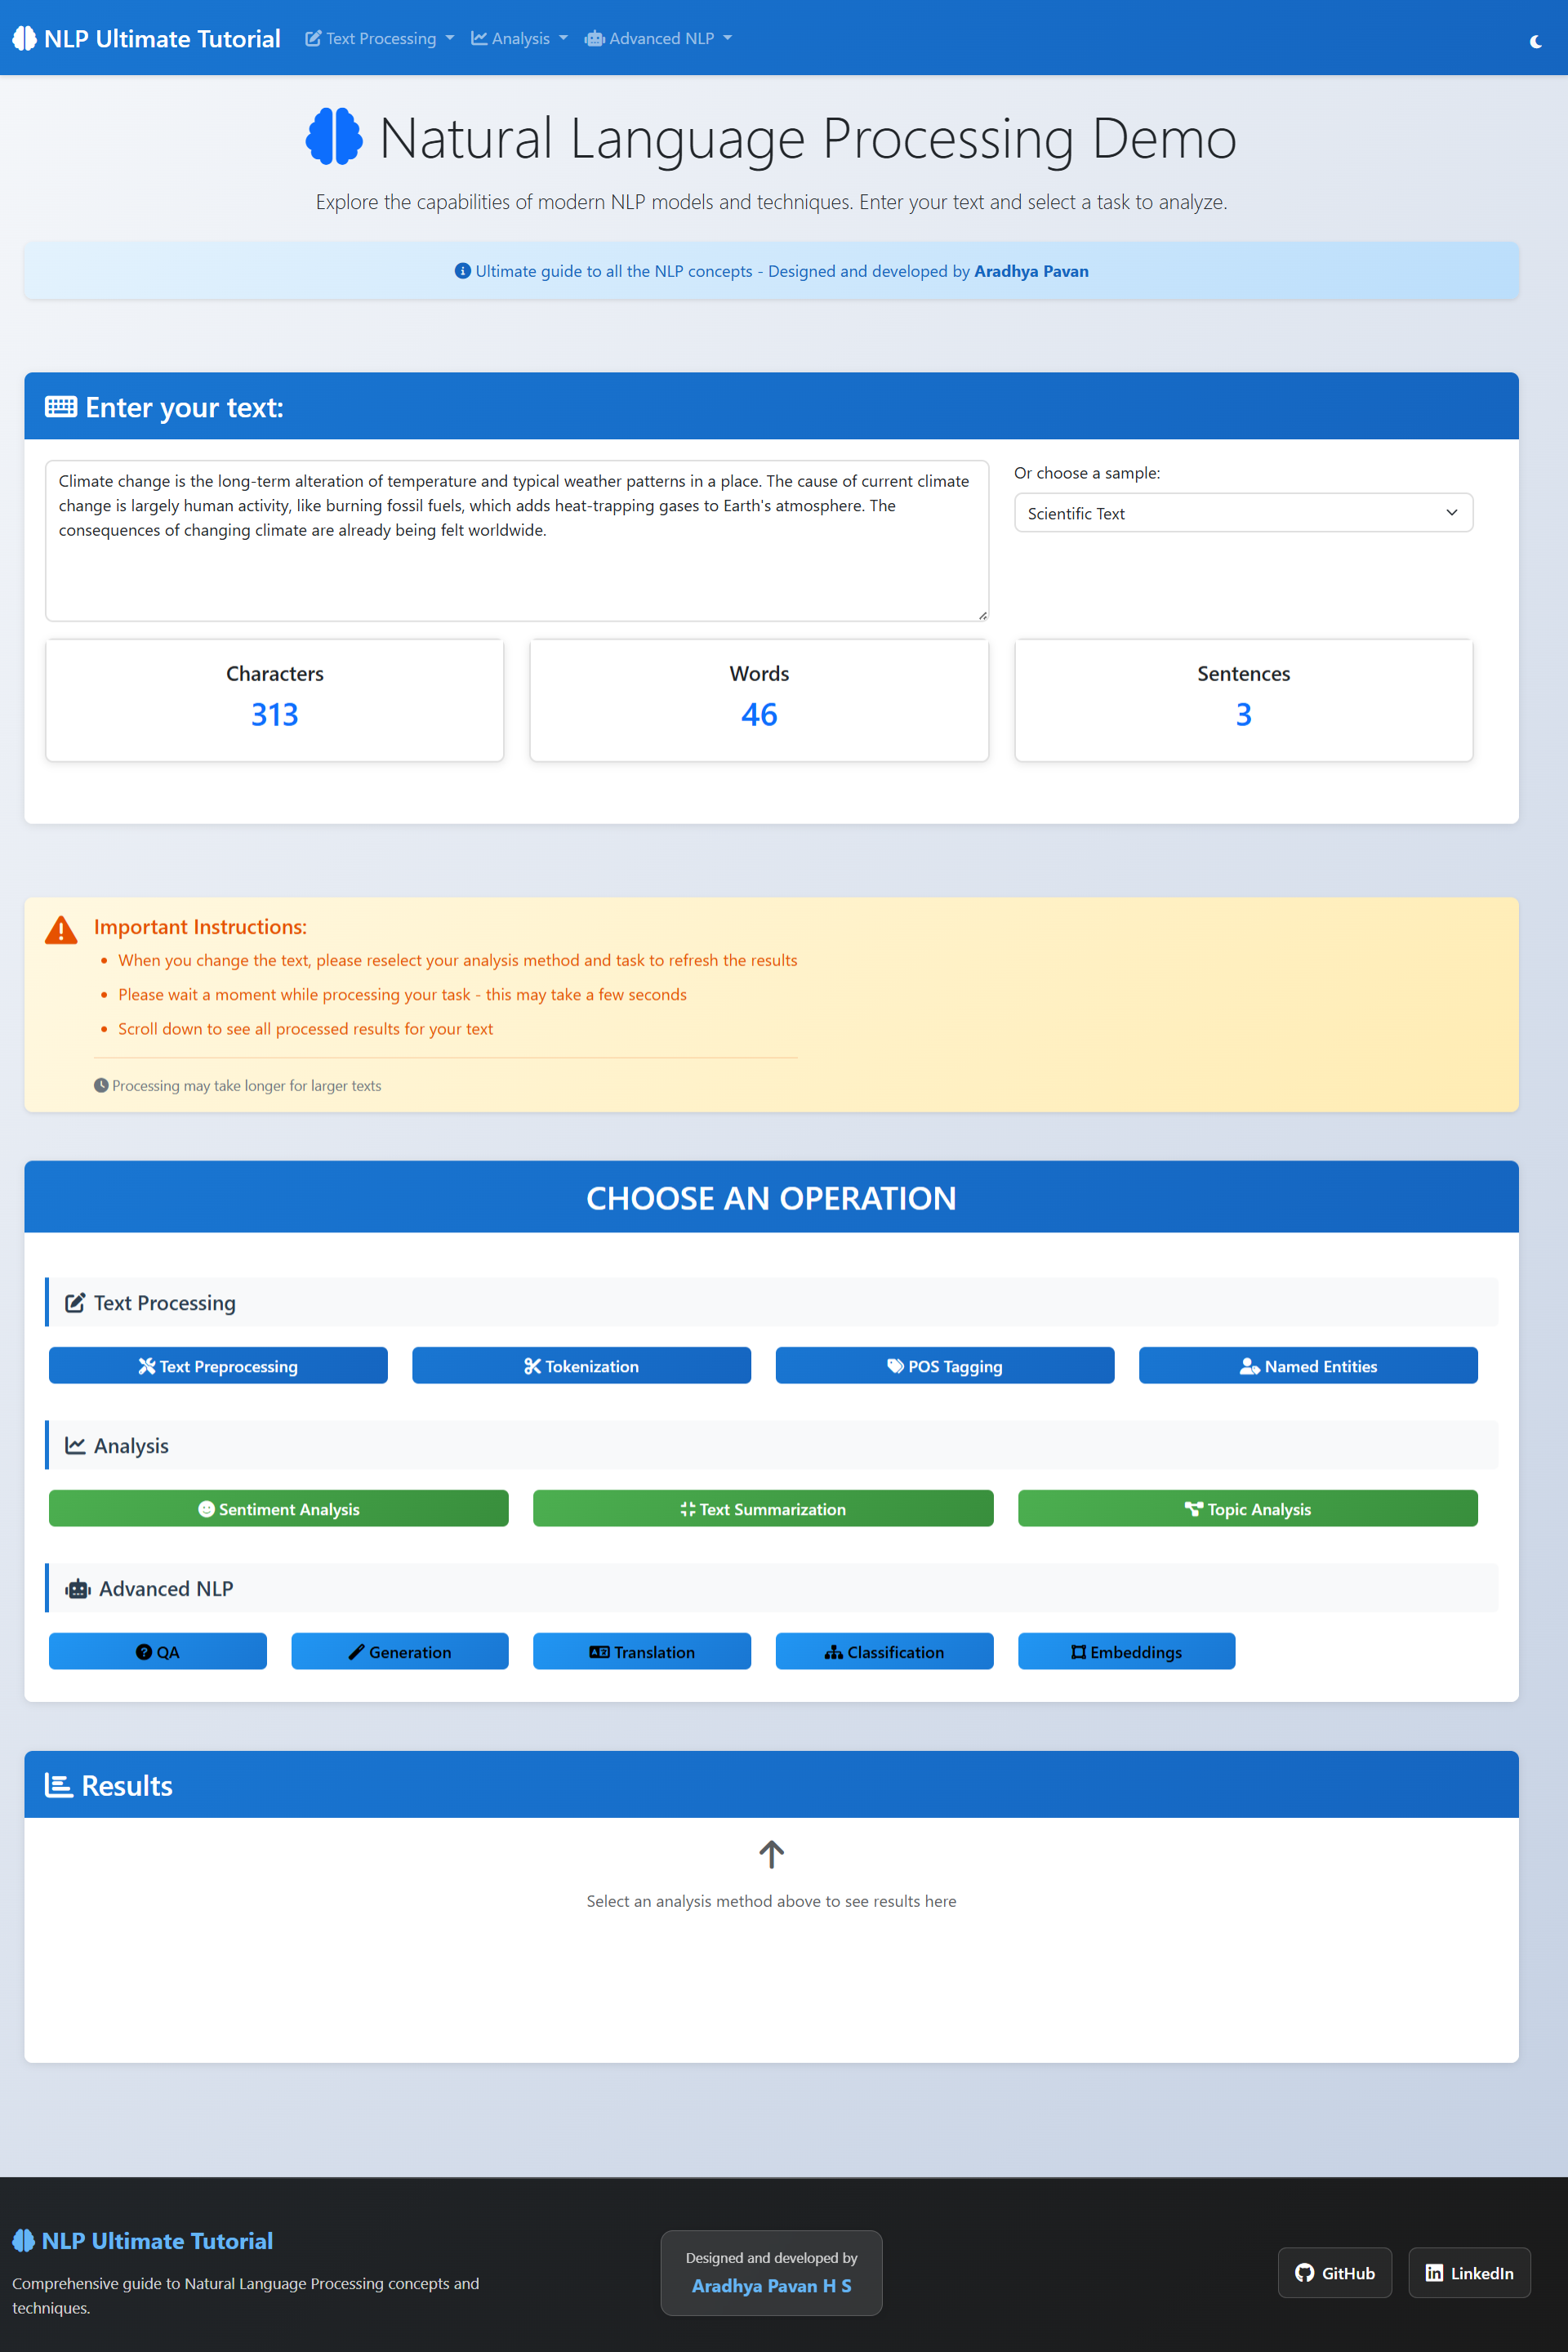 NLP Ultimate Tutorial
Text Processing
Analysis
Advanced NLP
Natural Language Processing Demo
Explore the capabilities of modern NLP models and techniques. Enter your text and select a task to analyze.
Ultimate guide to all the NLP concepts - Designed and developed by Aradhya Pavan
Enter your text:
Climate change is the long-term alteration of temperature and typical weather patterns in a place. The cause of current climate
change is largely human activity, like burning fossil fuels, which adds heat-trapping gases to Earth's atmosphere. The
consequences of changing climate are already being felt worldwide.
Or choose a sample:
Scientific Text
Characters
313
Words
46
Sentences
3
Important Instructions:
When you change the text, please reselect your analysis method and task to refresh the results
Please wait a moment while processing your task - this may take a few seconds
Scroll down to see all processed results for your text
Processing may take longer for larger texts
CHOOSE AN OPERATION
Text Processing
Text Preprocessing
Tokenization
POS Tagging
Named Entities
Analysis
Sentiment Analysis
Text Summarization
Topic Analysis
Advanced NLP
QA
Generation
Translation
Classification
Embeddings
Results
Select an analysis method above to see results here
NLP Ultimate Tutorial
Comprehensive guide to Natural Language Processing concepts and
techniques.
Designed and developed by
Aradhya Pavan H S
GitHub
LinkedIn